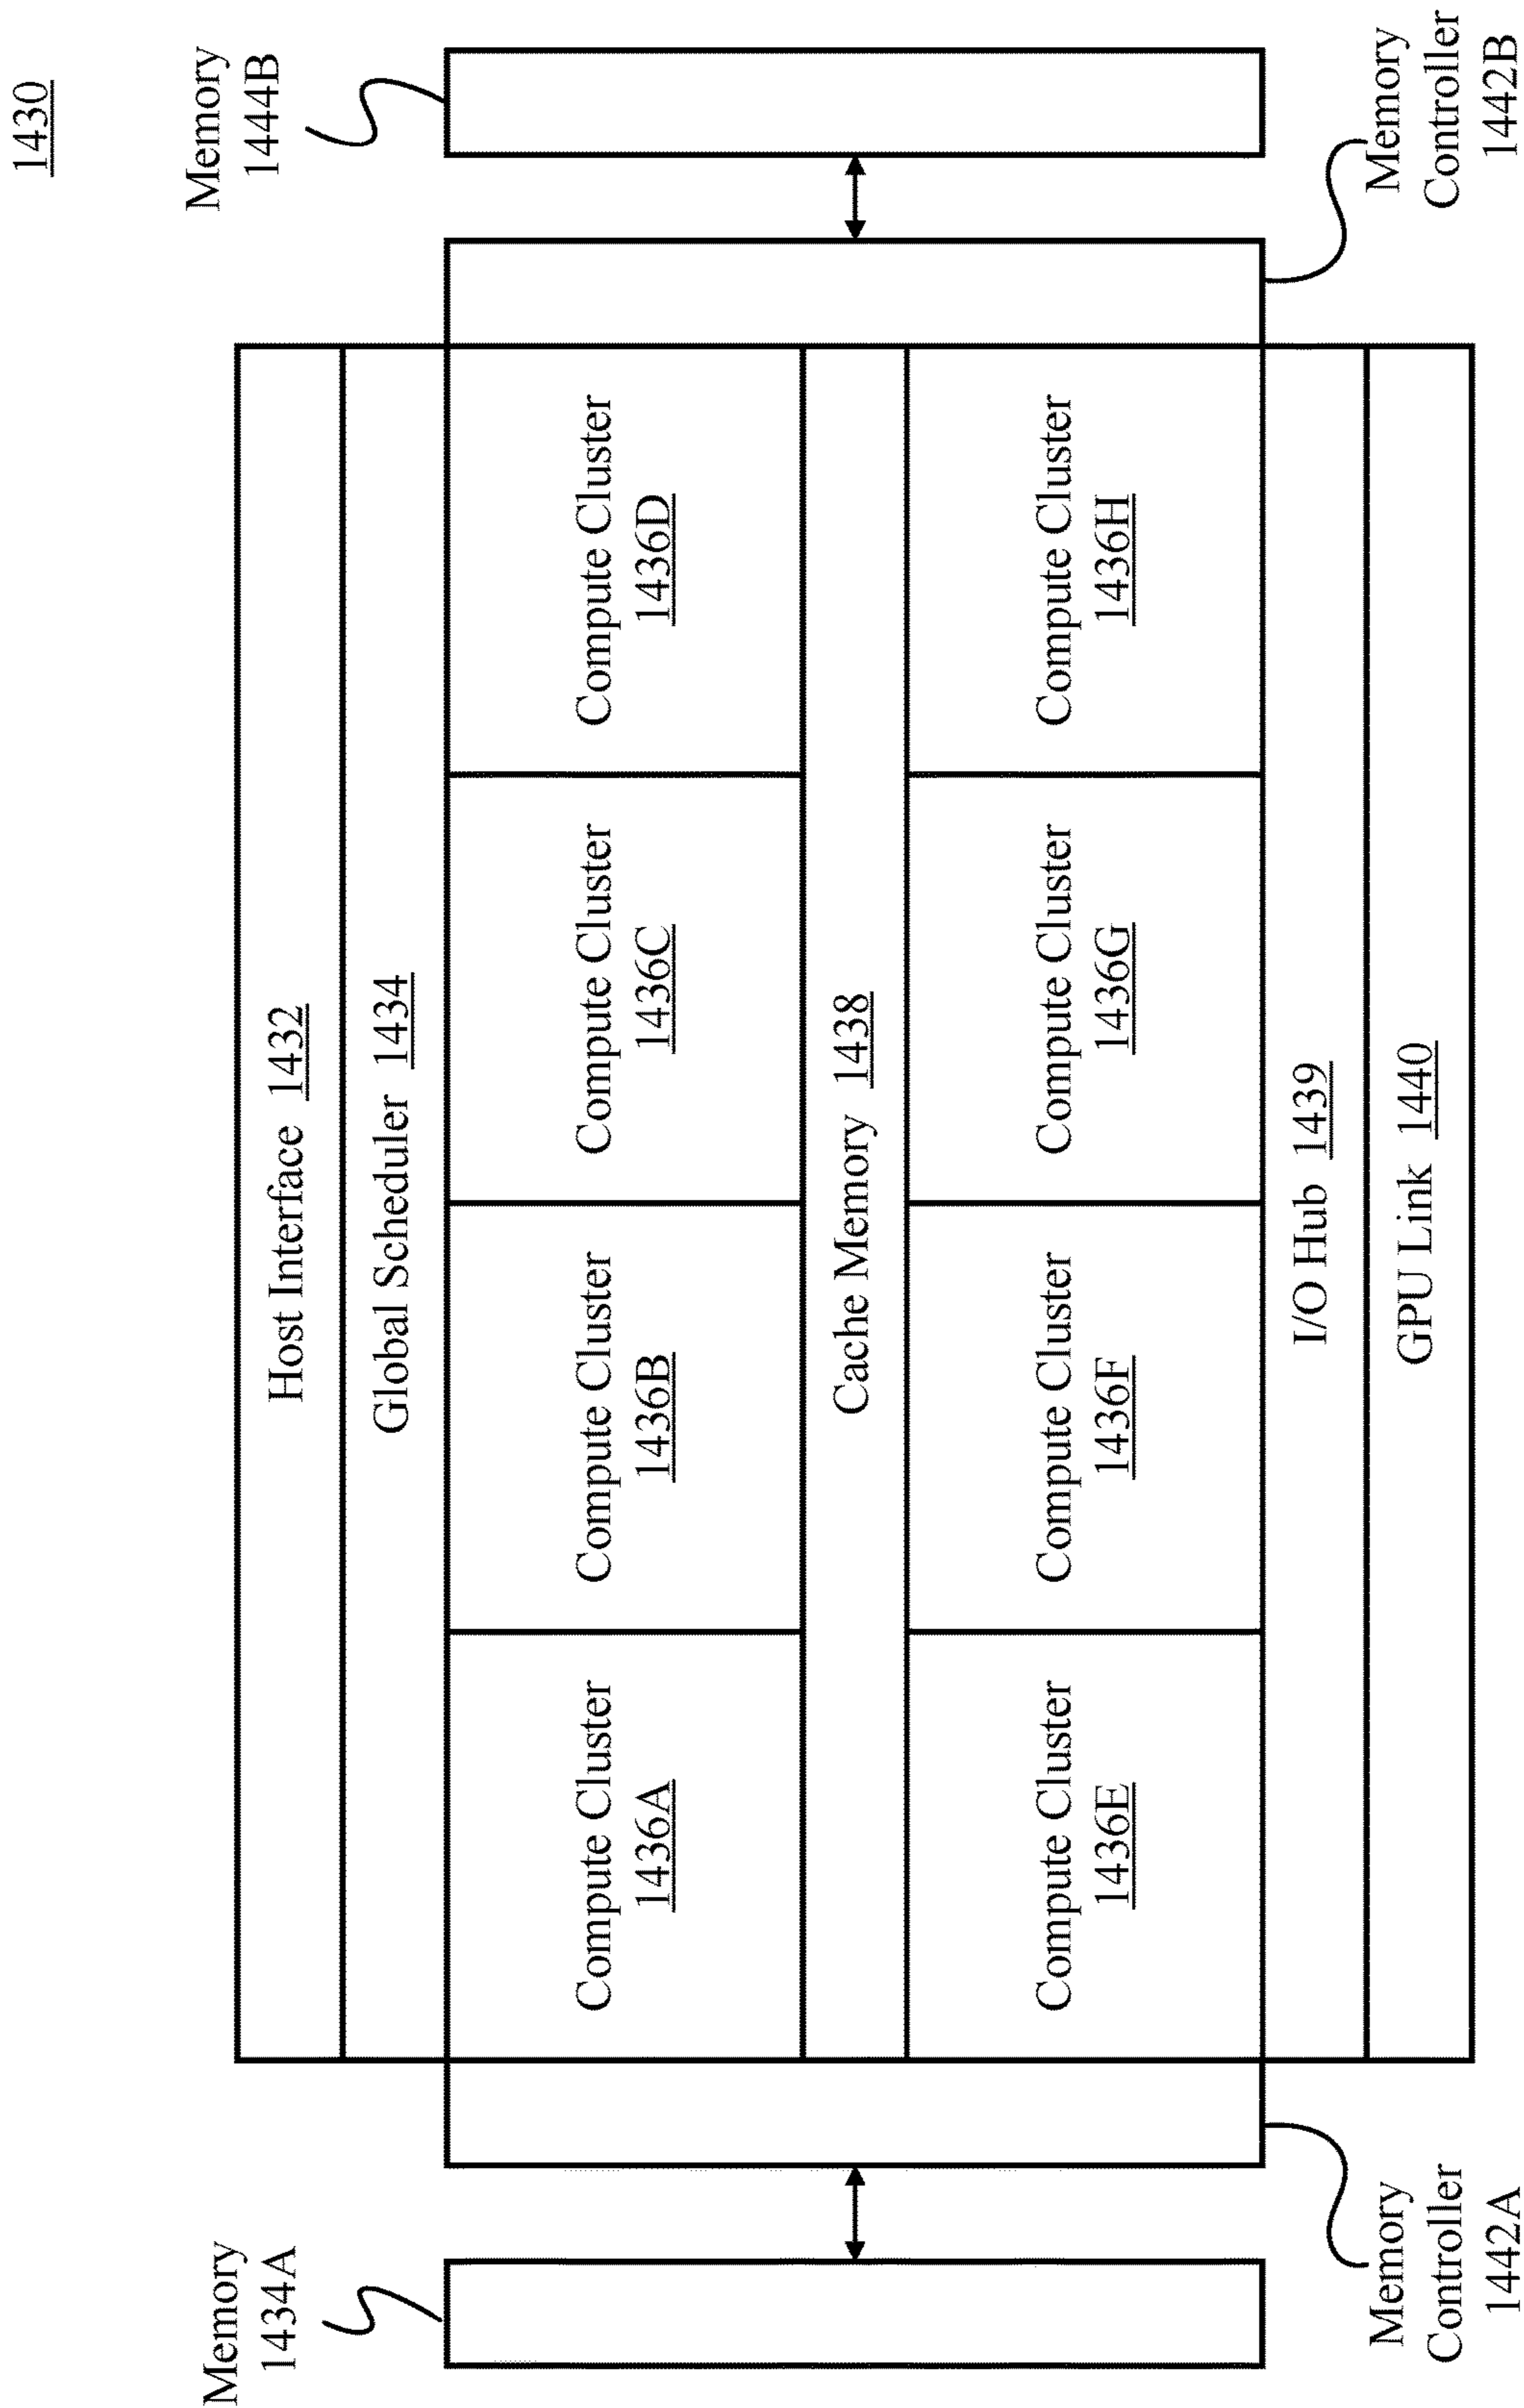 1430
Memory
1434A
Memory
1444B
Host Interface 1432
Global Scheduler 1434
Compute Cluster
1436A
Compute Cluster
1436B
Compute Cluster
1436C
Compute Cluster
1436D
Cache Memory 1438
Compute Cluster
1436E
Compute Cluster
1436F
Compute Cluster
1436G
Compute Cluster
1436H
I/O Hub 1439
GPU Link 1440
Memory
Controller
1442A
Memory
Controller
1442B